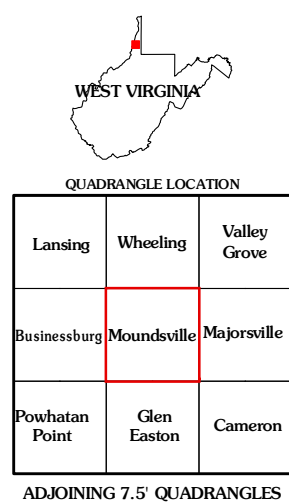 WEST VIRGINIA
QUADRANGLE LOCATION
Lansing
Wheeling
Valley
Grove
Businessburg
Moundsville
Majorsville
Powhatan
Point
Glen
Easton
Cameron
ADJOINING 7.5' QUADRANGLES